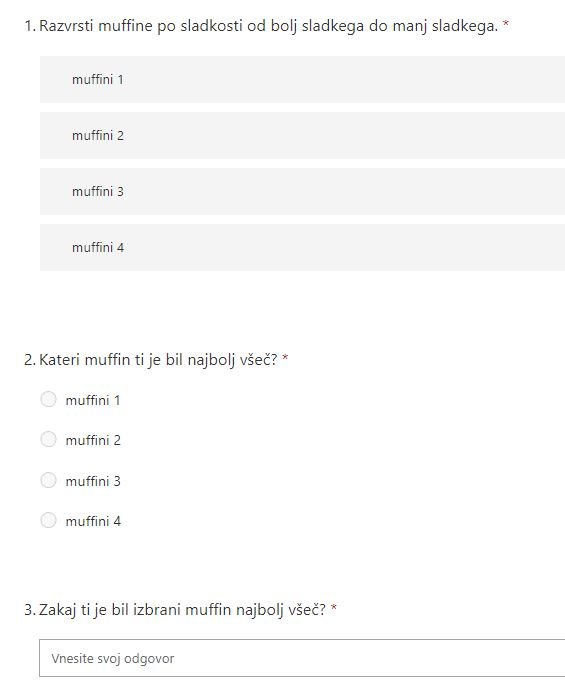 1. Razvrsti muffine po sladkosti od bolj sladkega do manj sladkega. *
muffini 1
muffini 2
muffini 3
muffini 4
2. Kateri muffin ti je bil najbolj všeč? *
muffini 1
muffini 2
muffini 3
muffini 4
3. Zakaj ti je bil izbrani muffin najbolj všeč? *
Vnesite svoj odgovor